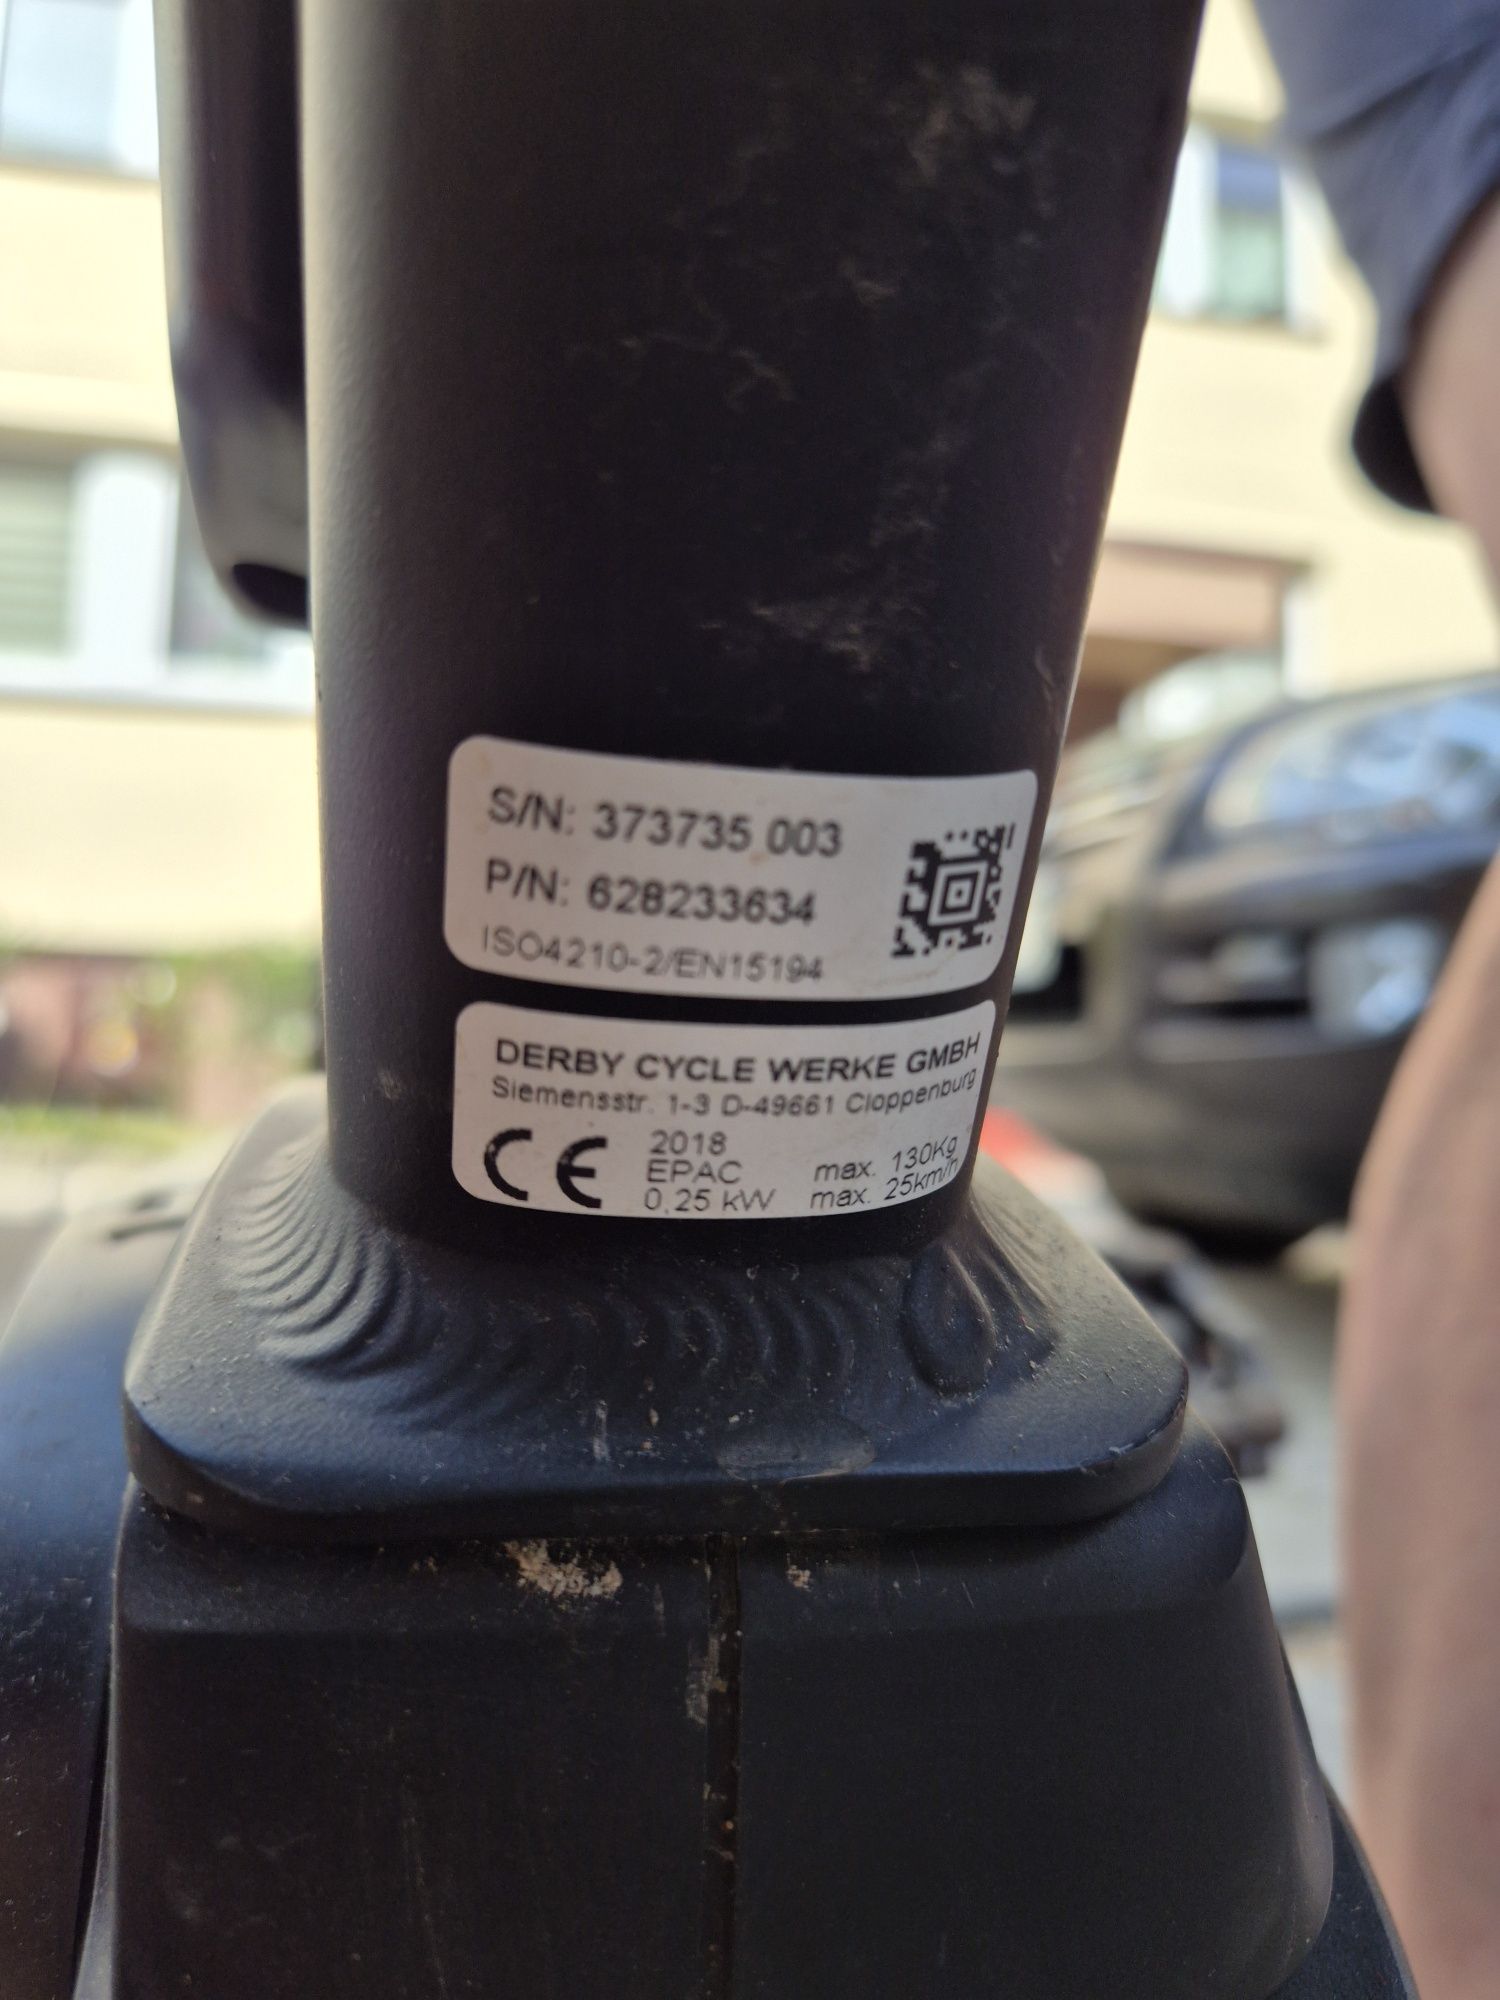 S/N: 373735 003
P/N: 628233634
ISO4210-2/EN15194
DERBY CYCLE WERKE GMBH
Siemensstr. 1-3 D-49661 Cloppenburg
CE
2018
EPAC
0,25 kW
max. 130Kg
max. 25km/h